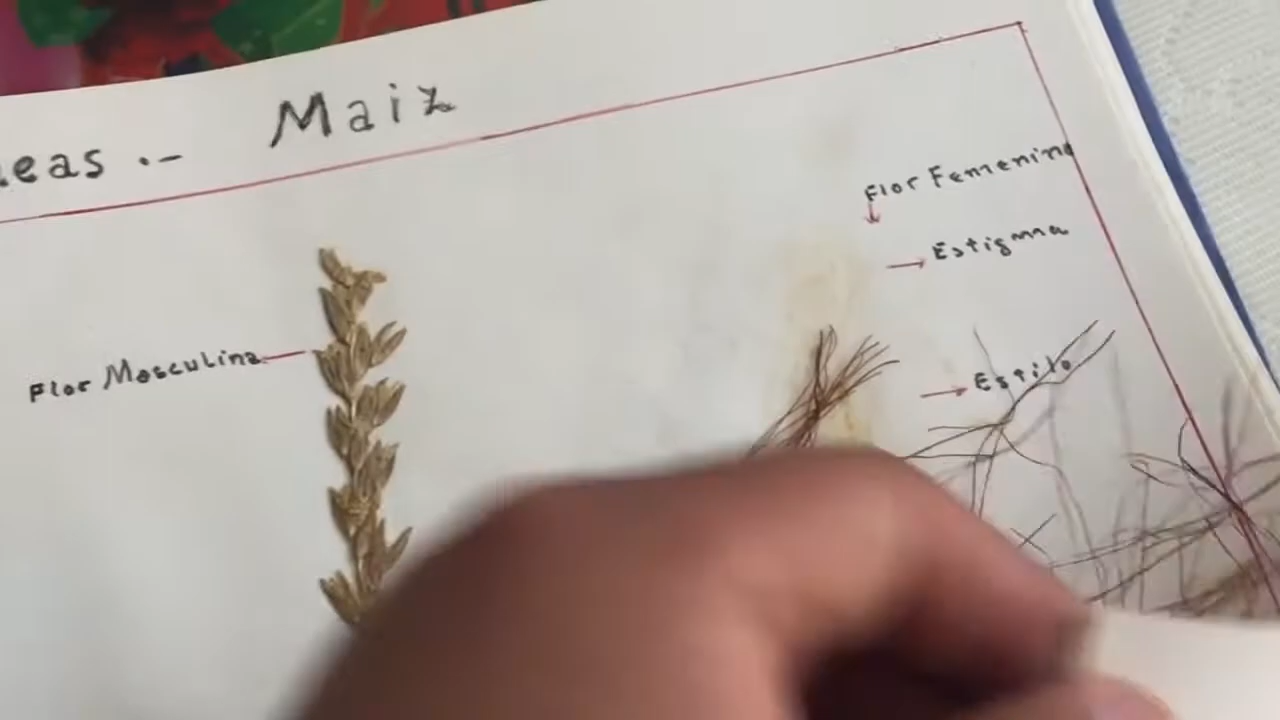 Maiz
eas .-
Flor Femenina
Estigma
Flor Masculina
Estilo